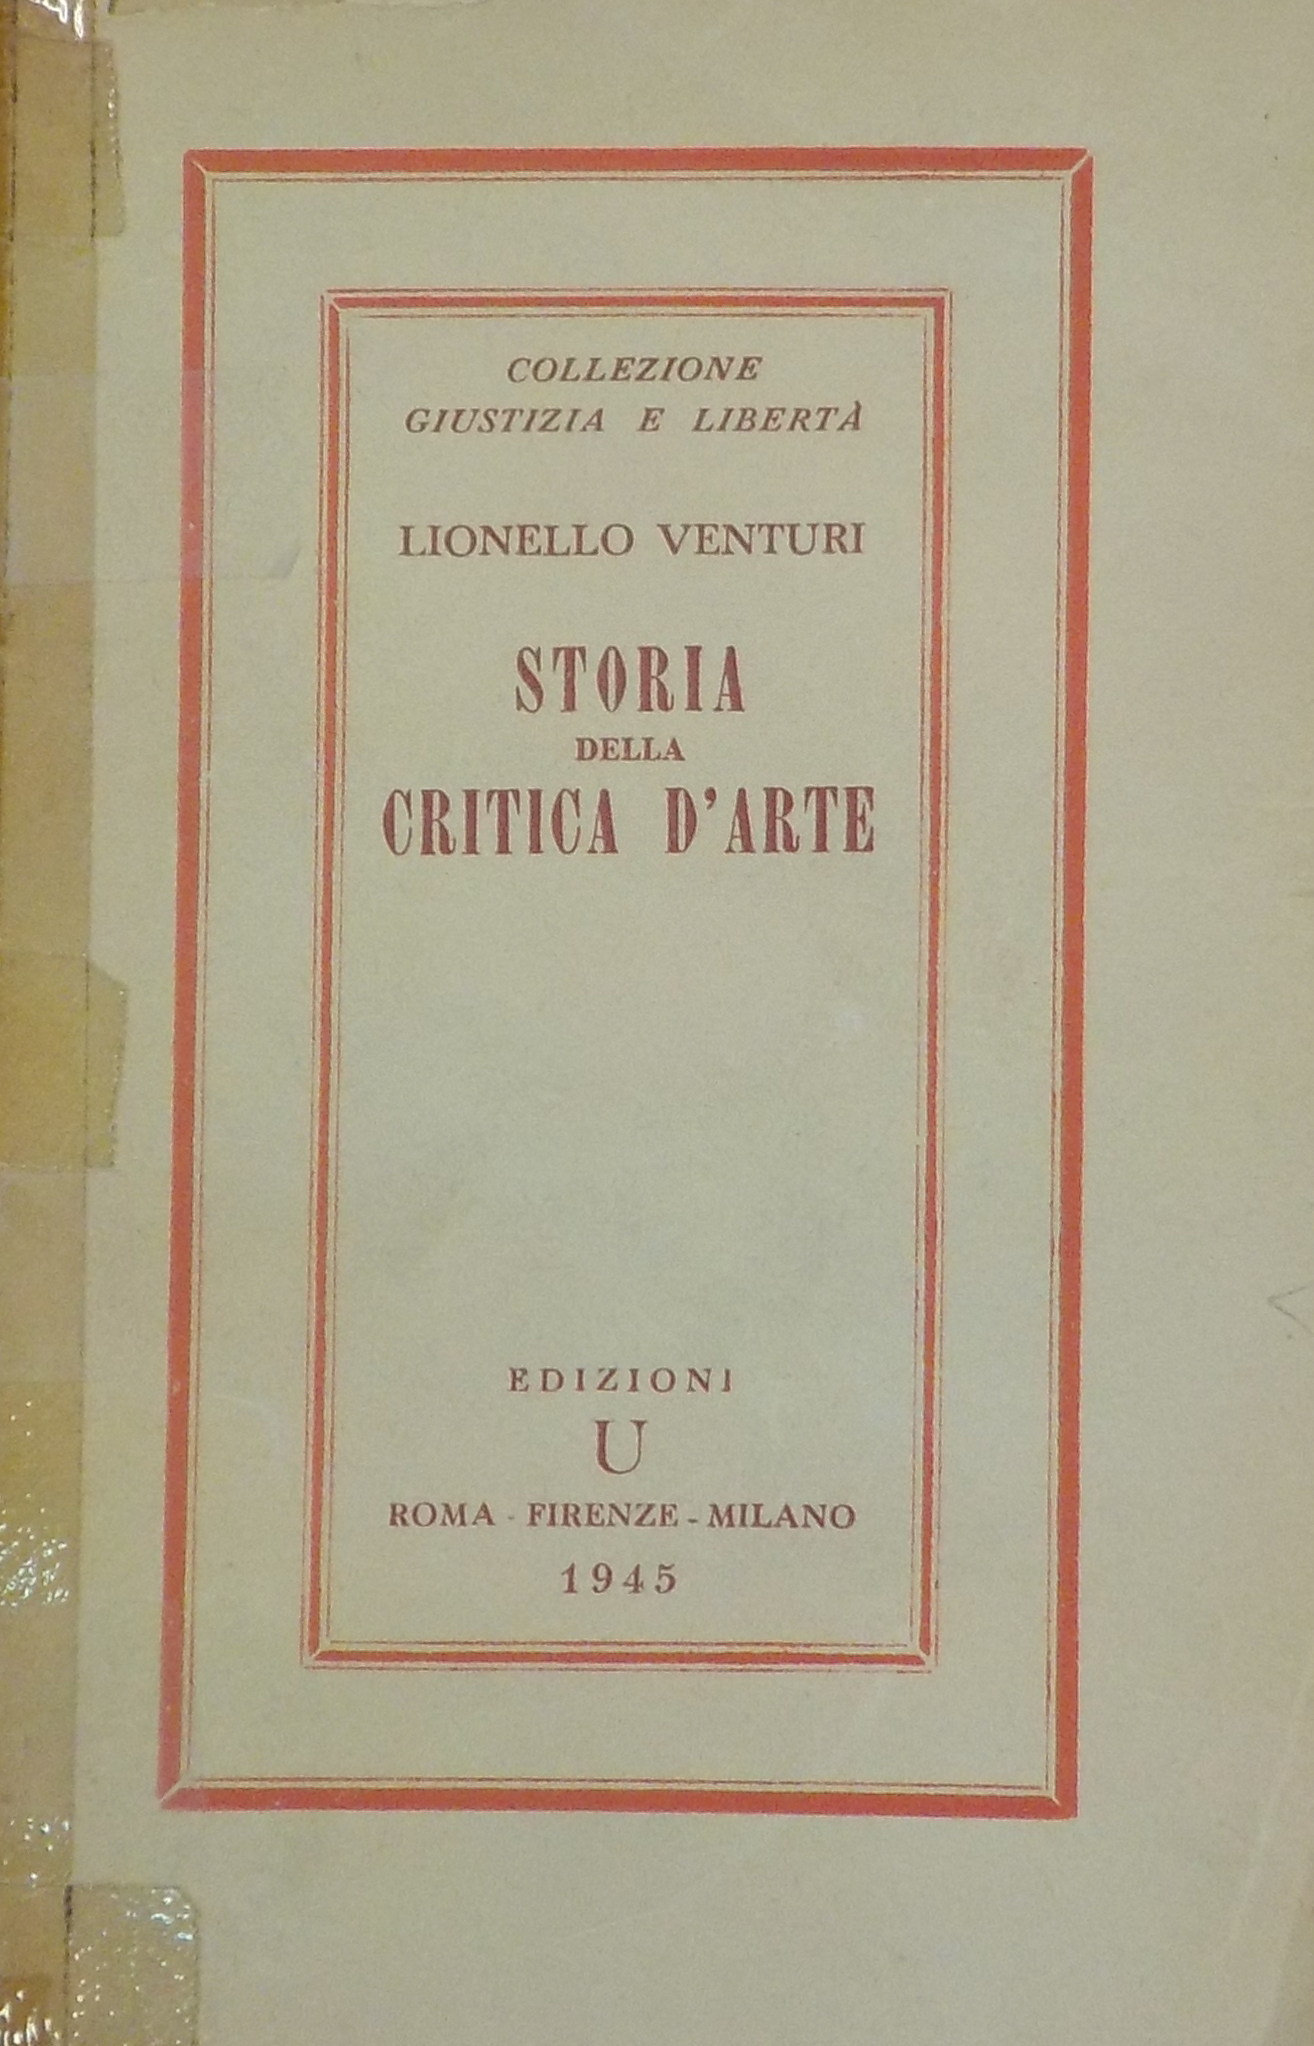 COLLEZIONE
GIUSTIZIA E LIBERTÀ
LIONELLO VENTURI
STORIA
DELLA
CRITICA D'ARTE
EDIZIONI
U
ROMA - FIRENZE - MILANO
1945